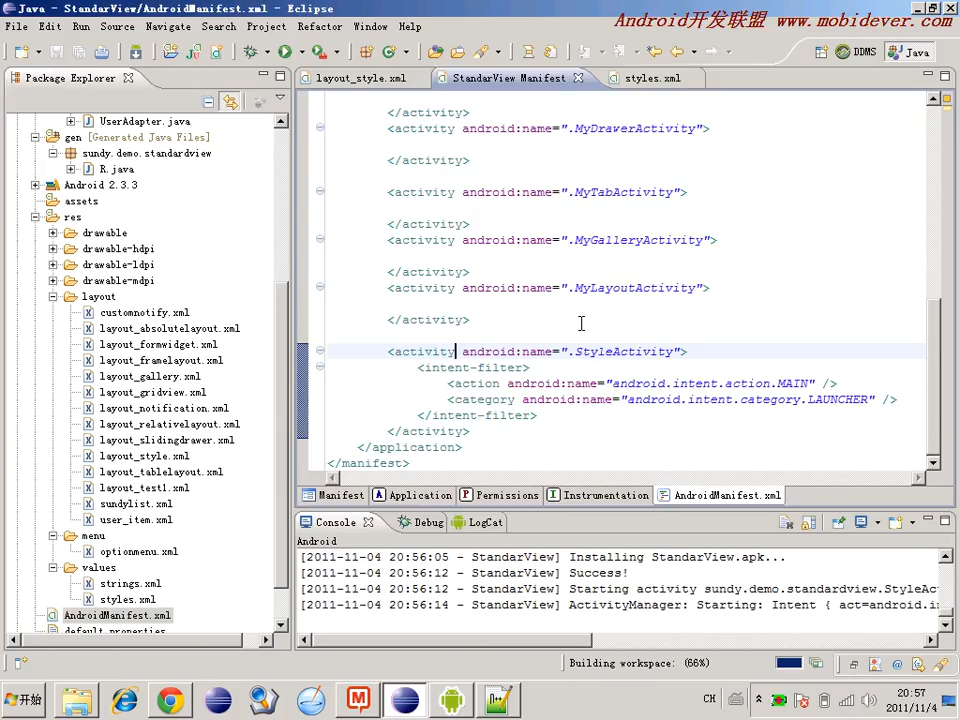 Java - StandarView/AndroidManifest.xml - Eclipse
Android开发联盟 www.mobidever.com
File Edit Run Source Navigate Search Project Refactor Window Help
DDMS Java
Package Explorer
layout_style.xml StandarView Manifest styles.xml
UserAdapter.java
gen [Generated Java Files]
sundy.demo.standardview
R.java
Android 2.3.3
assets
res
drawable
drawable-hdpi
drawable-ldpi
drawable-mdpi
layout
customnotify.xml
layout_absolutelayout.xml
layout_formwidget.xml
layout_framelayout.xml
layout_gallery.xml
layout_gridview.xml
layout_notification.xml
layout_relativelayout.xml
layout_slidingdrawer.xml
layout_style.xml
layout_tablelayout.xml
layout_test1.xml
sundylist.xml
user_item.xml
menu
optionmenu.xml
values
strings.xml
styles.xml
AndroidManifest.xml
default.properties
</activity>
<activity android:name=".MyDrawerActivity">
</activity>
<activity android:name=".MyTabActivity">
</activity>
<activity android:name=".MyGalleryActivity">
</activity>
<activity android:name=".MyLayoutActivity">
</activity>
<activity android:name=".StyleActivity">
<intent-filter>
<action android:name="android.intent.action.MAIN" />
<category android:name="android.intent.category.LAUNCHER" />
</intent-filter>
</activity>
</application>
</manifest>
Manifest Application Permissions Instrumentation AndroidManifest.xml
Console Debug LogCat
Android
[2011-11-04 20:56:05 - StandarView] Installing StandarView.apk...
[2011-11-04 20:56:12 - StandarView] Success!
[2011-11-04 20:56:12 - StandarView] Starting activity sundy.demo.standardview.StyleAc
[2011-11-04 20:56:14 - StandarView] ActivityManager: Starting: Intent { act=android.i
Building workspace: (66%)
开始
CH
20:57
2011/11/4